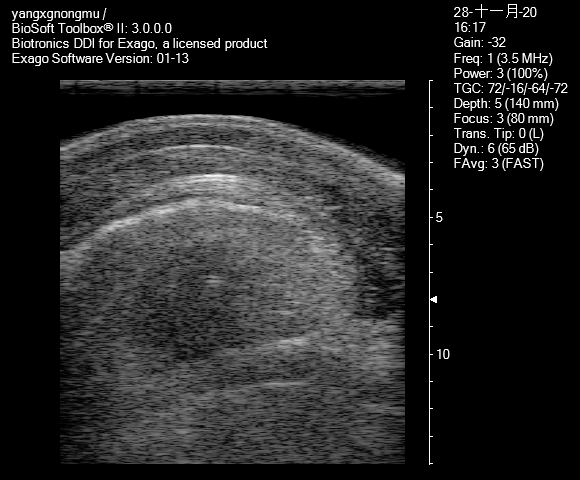 yangxgnongmu /
BioSoft Toolbox® II: 3.0.0.0
Biotronics DDI for Exago, a licensed product
Exago Software Version: 01-13
28-十一月-20
16:17
Gain: -32
Freq: 1 (3.5 MHz)
Power: 3 (100%)
TGC: 72/-16/-64/-72
Depth: 5 (140 mm)
Focus: 3 (80 mm)
Trans. Tip: 0 (L)
Dyn.: 6 (65 dB)
FAvg: 3 (FAST)
5
10